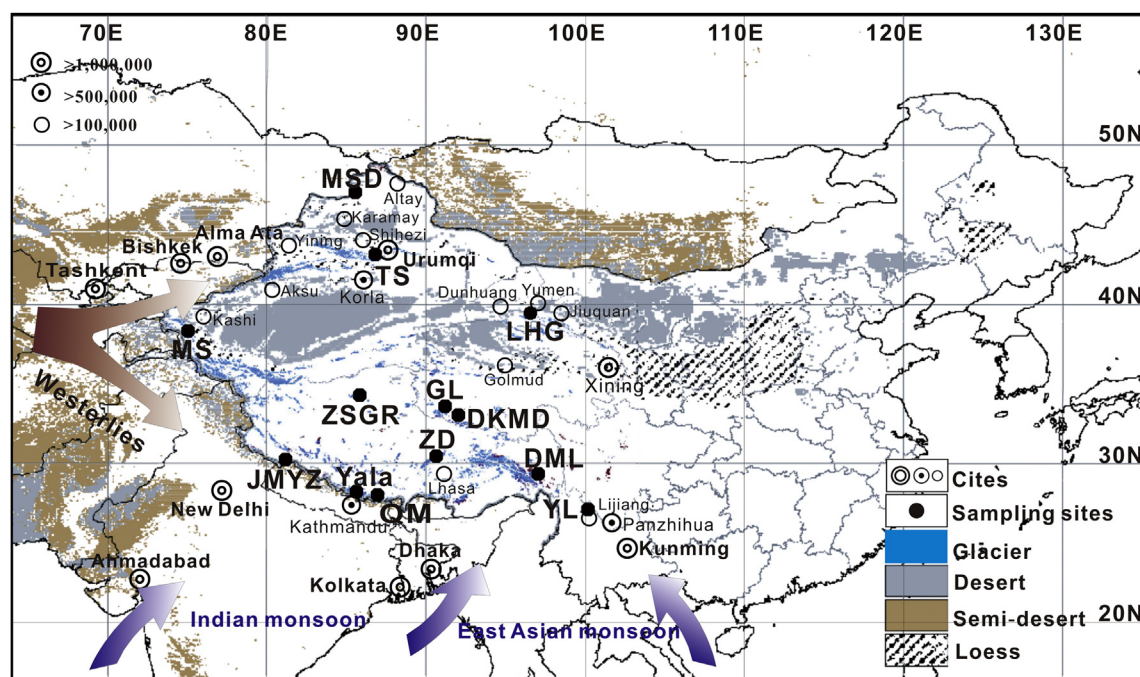 70E 80E 90E 100E 110E 120E 130E
>1,000,000
>500,000
>100,000
50N
MSD
Altay
Karamay
Alma Ata
Yining
Shihezi
Bishkek
Urumqi
Tashkent
TS
Aksu
Korla
Dunhuang
Yumen
40N
Kashi
Jiuquan
LHG
MS
Golmud
Xining
Westerlies
GL
ZSGR
DKMD
ZD
DML
30N
JMYZ
Yala
Lhasa
Cites
New Delhi
QM
YL
Lijiang
Sampling sites
Kathmandu
Panzhihua
Dhaka
Kunming
Glacier
Ahmadabad
Kolkata
Desert
Indian monsoon
East Asian monsoon
Semi-desert
20N
Loess